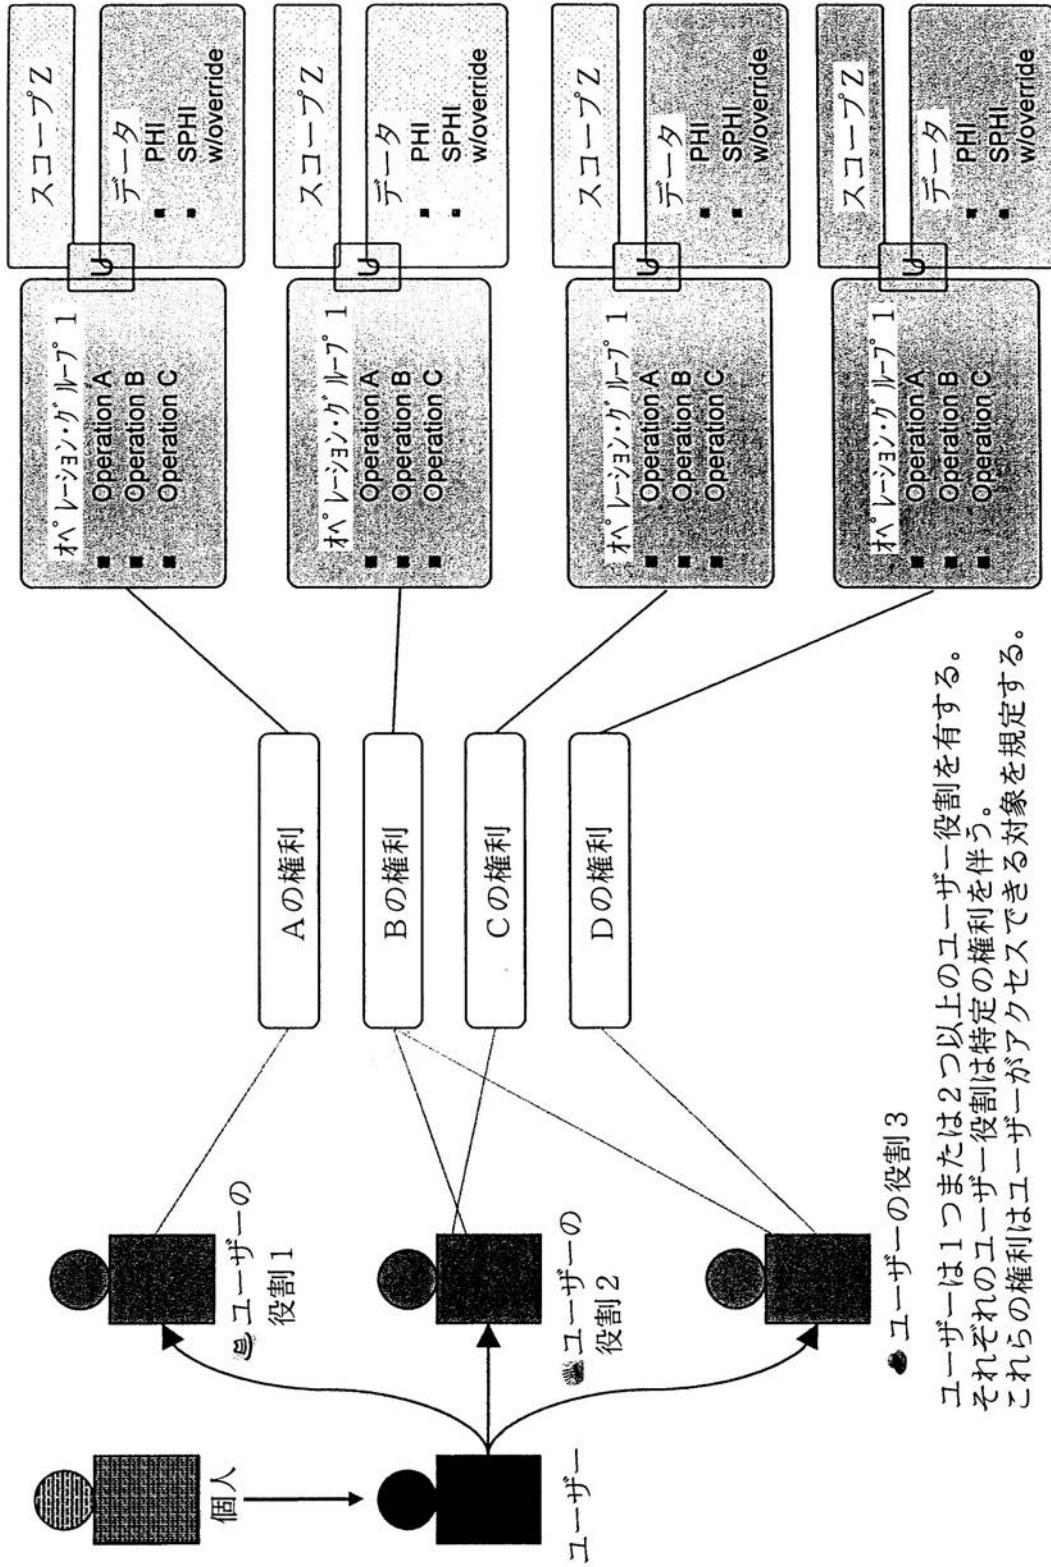 個人
ユーザー
ユーザーの
役割1
ユーザーの
役割2
ユーザーの役割3
Aの権利
Bの権利
Cの権利
Dの権利
オペレーション・グループ 1
■ Operation A
■ Operation B
■ Operation C
スコープZ
データ
■ PHI
■ SPHI
w/override
オペレーション・グループ 1
■ Operation A
■ Operation B
■ Operation C
スコープZ
データ
■ PHI
■ SPHI
w/override
オペレーション・グループ 1
■ Operation A
■ Operation B
■ Operation C
スコープZ
データ
■ PHI
■ SPHI
w/override
オペレーション・グループ 1
■ Operation A
■ Operation B
■ Operation C
スコープZ
データ
■ PHI
■ SPHI
w/override
ユーザーは1つまたは2つ以上のユーザー役割を有する。
それぞれのユーザー役割は特定の権利を伴う。
これらの権利はユーザーがアクセスできる対象を規定する。